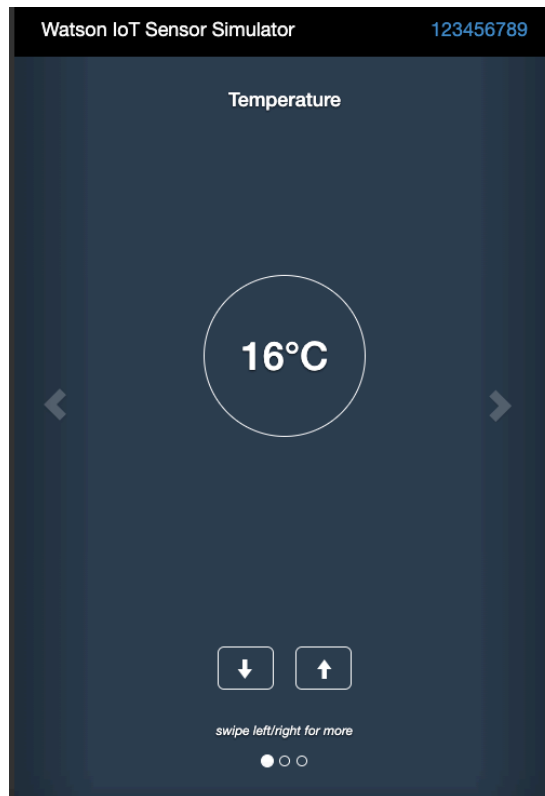 Watson IoT Sensor Simulator 123456789
Temperature
16°C
swipe left/right for more